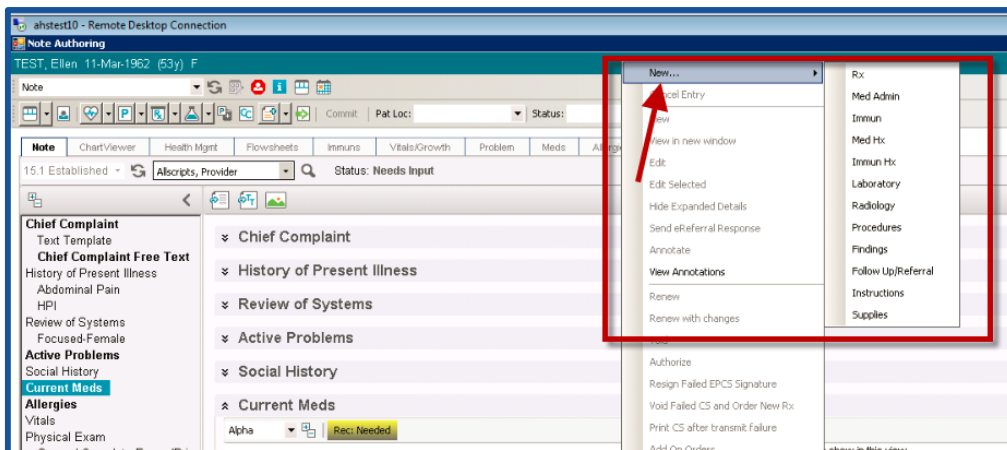 ahstest10 - Remote Desktop Connection
Note Authoring
TEST, Ellen 11-Mar-1962 (53y) F
Note
Commit Pat Loc: Status:
Note ChartViewer Health Mgmt Flowsheets Immuns Vitals/Growth Problem Meds
15.1 Established Allscripts, Provider Status: Needs Input
Chief Complaint
Text Template
Chief Complaint Free Text
History of Present Illness
Abdominal Pain
HPI
Review of Systems
Focused-Female
Active Problems
Social History
Current Meds
Allergies
Vitals
Physical Exam
Chief Complaint
History of Present Illness
Review of Systems
Active Problems
Social History
Current Meds
Alpha Rec: Needed
New...
Cancel Entry
View
View in new window
Edit
Edit Selected
Hide Expanded Details
Send eReferral Response
Annotate
View Annotations
Renew
Renew with changes
Void
Authorize
Resign Failed EPCS Signature
Void Failed CS and Order New Rx
Print CS after transmit failure
Add On Orders
Rx
Med Admin
Immun
Med Hx
Immun Hx
Laboratory
Radiology
Procedures
Findings
Follow Up/Referral
Instructions
Supplies
show in this view